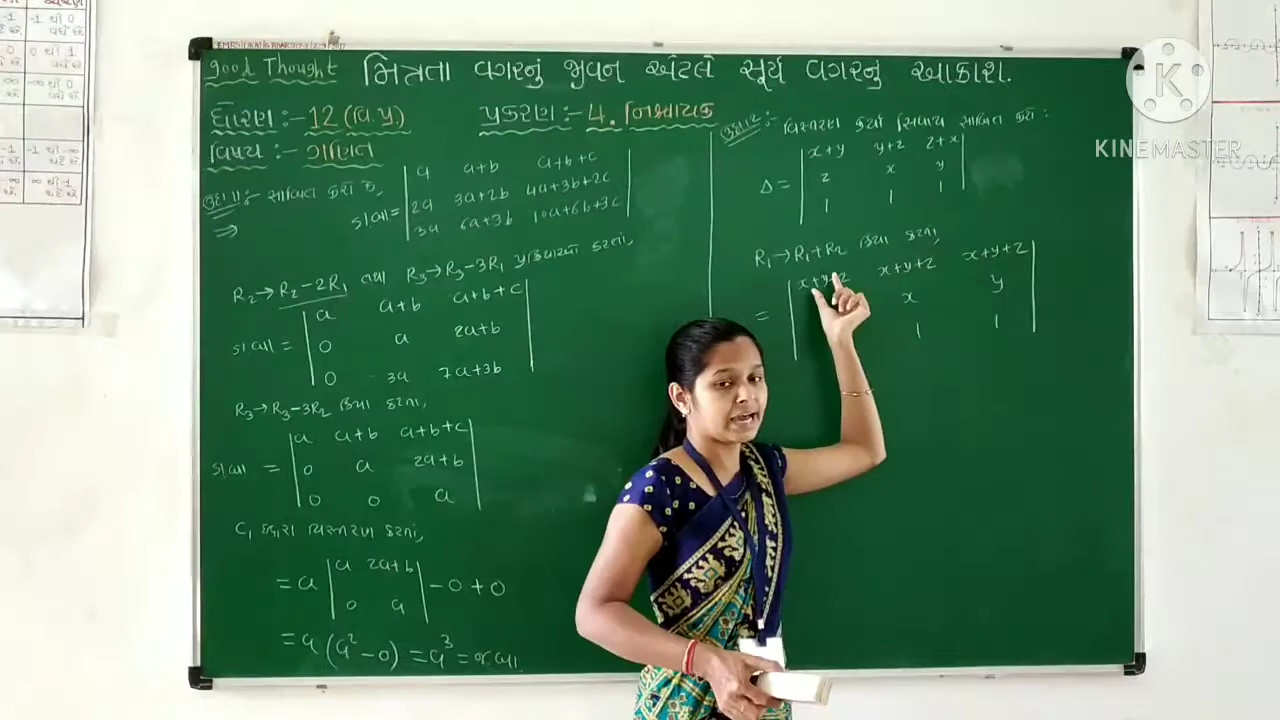 good Thought મિત્રતા વગરનું જીવન એટલે સૂર્ય વગરનું આકાશ.
ધોરણ :- 12 (વિ.પ્ર.) પ્રકરણ :- 4. નિશ્ચાયક
વિષય :- ગણિત
સાબિત કરો કે,
ડા.બા = | a a+b a+b+c |
| 2a 3a+2b 4a+3b+2c |
| 3a 6a+3b 10a+6b+3c |
⇒
R₂→R₂-2R₁ તથા R₃→R₃-3R₁ કરતાં,
ડા.બા = | a a+b a+b+c |
| 0 a 2a+b |
| 0 3a 7a+3b |
R₃→R₃-3R₂ કરતાં,
ડા.બા = | a a+b a+b+c |
| 0 a 2a+b |
| 0 0 a |
C₁ દ્વારા વિસ્તરણ કરતાં,
= a | a 2a+b | -0+0
| 0 a |
= a (a²-0) = a³ = જ.બા.
વિસ્તરણ કર્યા સિવાય સાબિત કરો :
Δ = | x+y y+z z+x |
| z x y |
| 1 1 1 |
R₁→R₁+R₂ કરતાં,
= | x+y+z x+y+z x+y+z |
x y
1 1
KINEMASTER
K